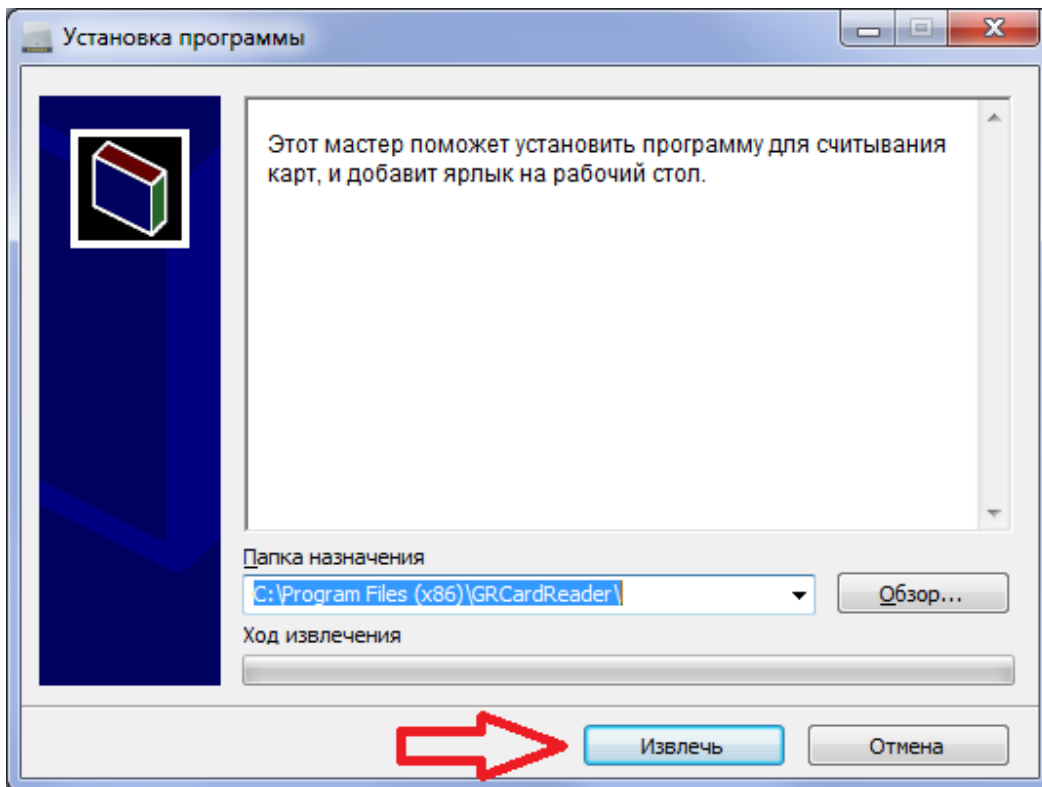 Установка программы
Этот мастер поможет установить программу для считывания
карт, и добавит ярлык на рабочий стол.
Папка назначения
C:\Program Files (x86)\GRCardReader\
Обзор...
Ход извлечения
Извлечь
Отмена